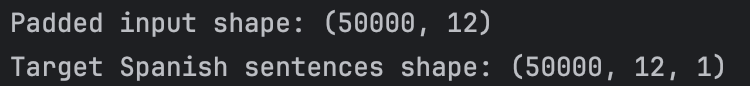 Padded input shape: (50000, 12)
Target Spanish sentences shape: (50000, 12, 1)